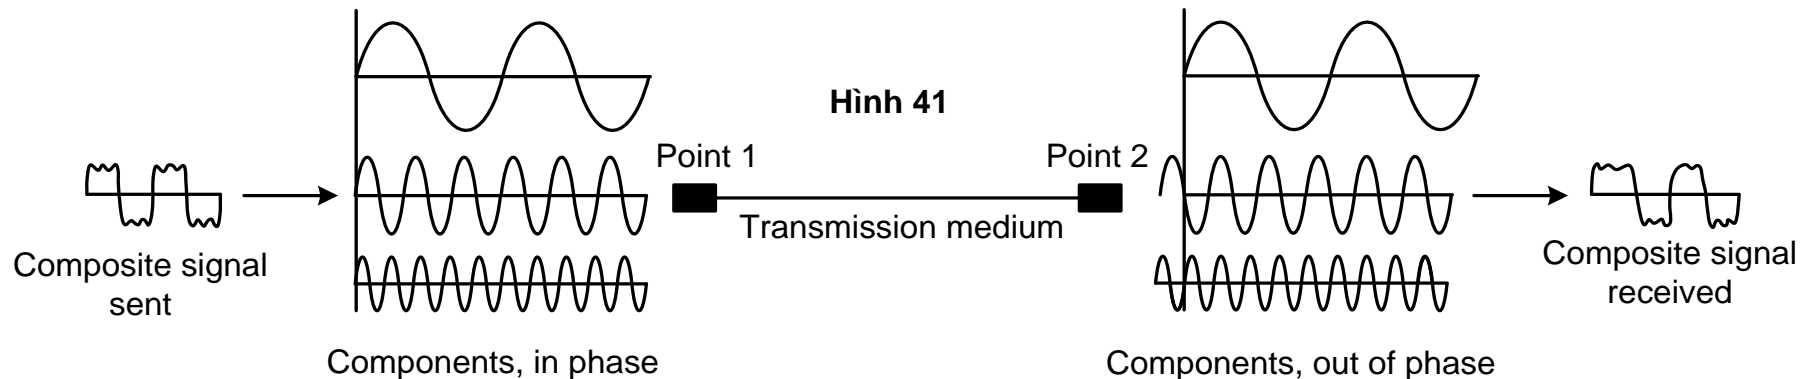 Hình 41
Point 1
Point 2
Transmission medium
Composite signal
sent
Composite signal
received
Components, in phase
Components, out of phase